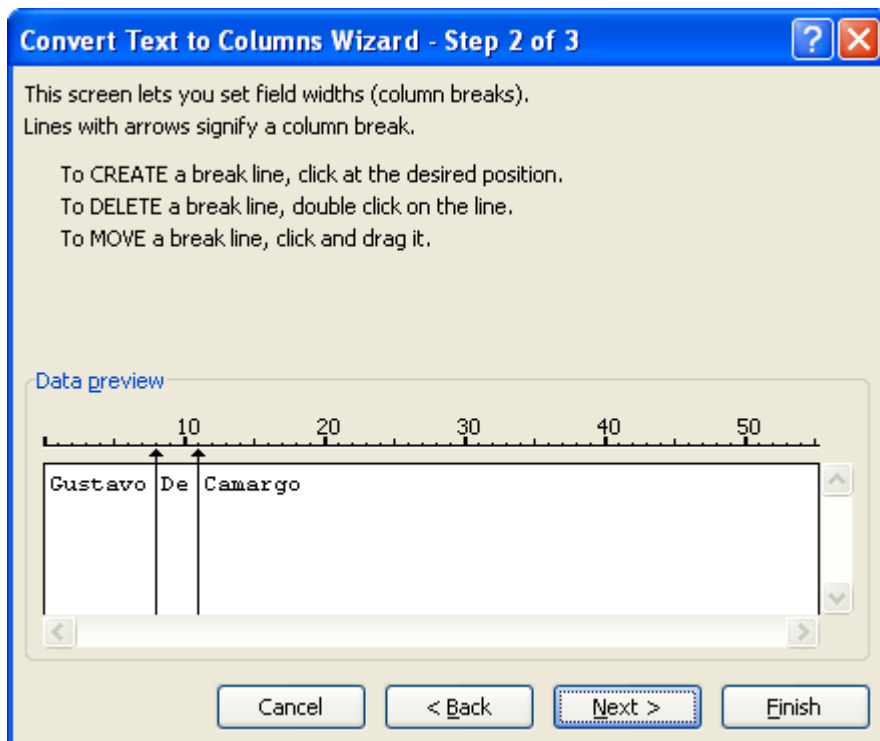 Convert Text to Columns Wizard - Step 2 of 3
This screen lets you set field widths (column breaks).
Lines with arrows signify a column break.
To CREATE a break line, click at the desired position.
To DELETE a break line, double click on the line.
To MOVE a break line, click and drag it.
Data preview
10 20 30 40 50
Gustavo De Camargo
Cancel < Back Next > Finish